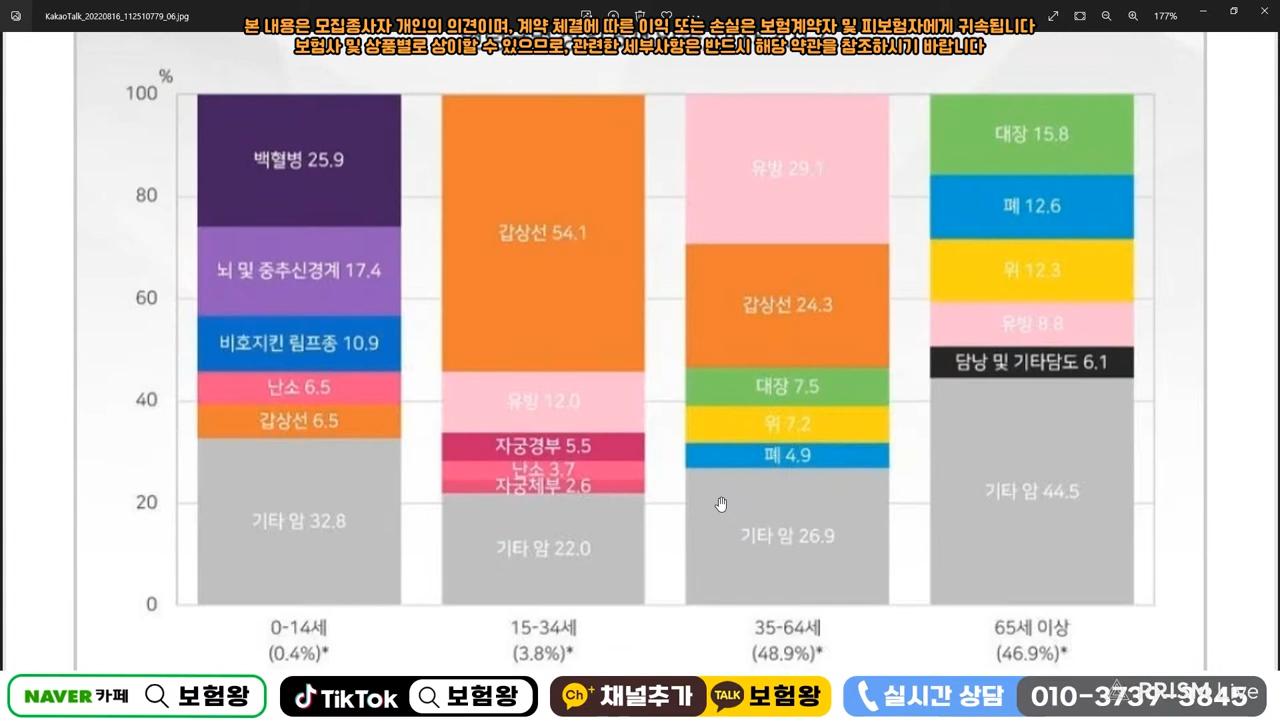 KakaoTalk_20220816_112510779_06.jpg
177%
본 내용은 모집종사자 개인의 의견이며, 계약 체결에 따른 이익 또는 손실은 보험계약자 및 피보험자에게 귀속됩니다
보험사 및 상품별로 상이할 수 있으므로, 관련한 세부사항은 반드시 해당 약관을 참조하시기 바랍니다
%
100
80
60
40
20
0
백혈병 25.9
뇌 및 중추신경계 17.4
비호지킨 림프종 10.9
난소 6.5
갑상선 6.5
기타 암 32.8
갑상선 54.1
유방 12.0
자궁경부 5.5
난소 3.7
자궁체부 2.6
기타 암 22.0
유방 29.1
갑상선 24.3
대장 7.5
위 7.2
폐 4.9
기타 암 26.9
대장 15.8
폐 12.6
위 12.3
유방 8.8
담낭 및 기타담도 6.1
기타 암 44.5
0-14세
(0.4%)*
15-34세
(3.8%)*
35-64세
(48.9%)*
65세 이상
(46.9%)*
NAVER 카페 보험왕
TikTok 보험왕
Ch+ 채널추가 TALK 보험왕
실시간 상담 010-3739-5845
PRISM Live